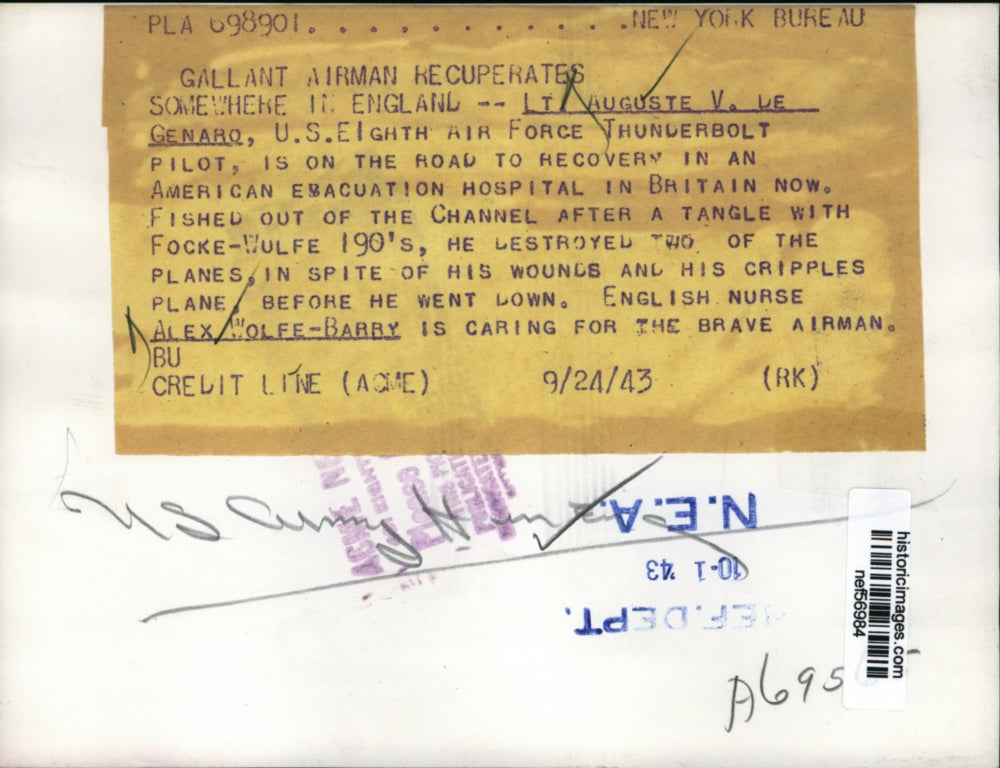 PLA 698901. . . . . . . . . . . . .NEW YORK BUREAU
GALLANT AIRMAN RECUPERATES
SOMEWHERE IN ENGLAND -- LT. AUGUSTE V. DE
GENARO, U.S.EIGHTH AIR FORCE THUNDERBOLT
PILOT, IS ON THE ROAD TO RECOVERY IN AN
AMERICAN EVACUATION HOSPITAL IN BRITAIN NOW.
FISHED OUT OF THE CHANNEL AFTER A TANGLE WITH
FOCKE-WULFE 190'S, HE DESTROYED TWO OF THE
PLANES, IN SPITE OF HIS WOUNDS AND HIS CRIPPLES
PLANE, BEFORE HE WENT DOWN. ENGLISH NURSE
ALEX WOLFE-BARRY IS CARING FOR THE BRAVE AIRMAN.
BU
CREDIT LINE (ACME) 9/24/43 (RK)
US Army
N.E.A.
10-1 '43
REF. DEPT.
ACME
historicimages.com
nef56984
A695